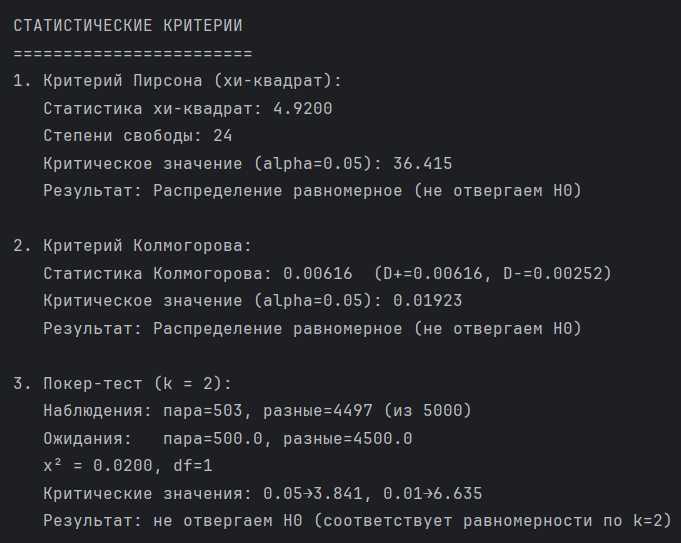 СТАТИСТИЧЕСКИЕ КРИТЕРИИ
========================
1. Критерий Пирсона (хи-квадрат):
Статистика хи-квадрат: 4.9200
Степени свободы: 24
Критическое значение (alpha=0.05): 36.415
Результат: Распределение равномерное (не отвергаем H0)
2. Критерий Колмогорова:
Статистика Колмогорова: 0.00616  (D+=0.00616, D-=0.00252)
Критическое значение (alpha=0.05): 0.01923
Результат: Распределение равномерное (не отвергаем H0)
3. Покер-тест (k = 2):
Наблюдения: пара=503, разные=4497 (из 5000)
Ожидания:   пара=500.0, разные=4500.0
x² = 0.0200, df=1
Критические значения: 0.05→3.841, 0.01→6.635
Результат: не отвергаем H0 (соответствует равномерности по k=2)